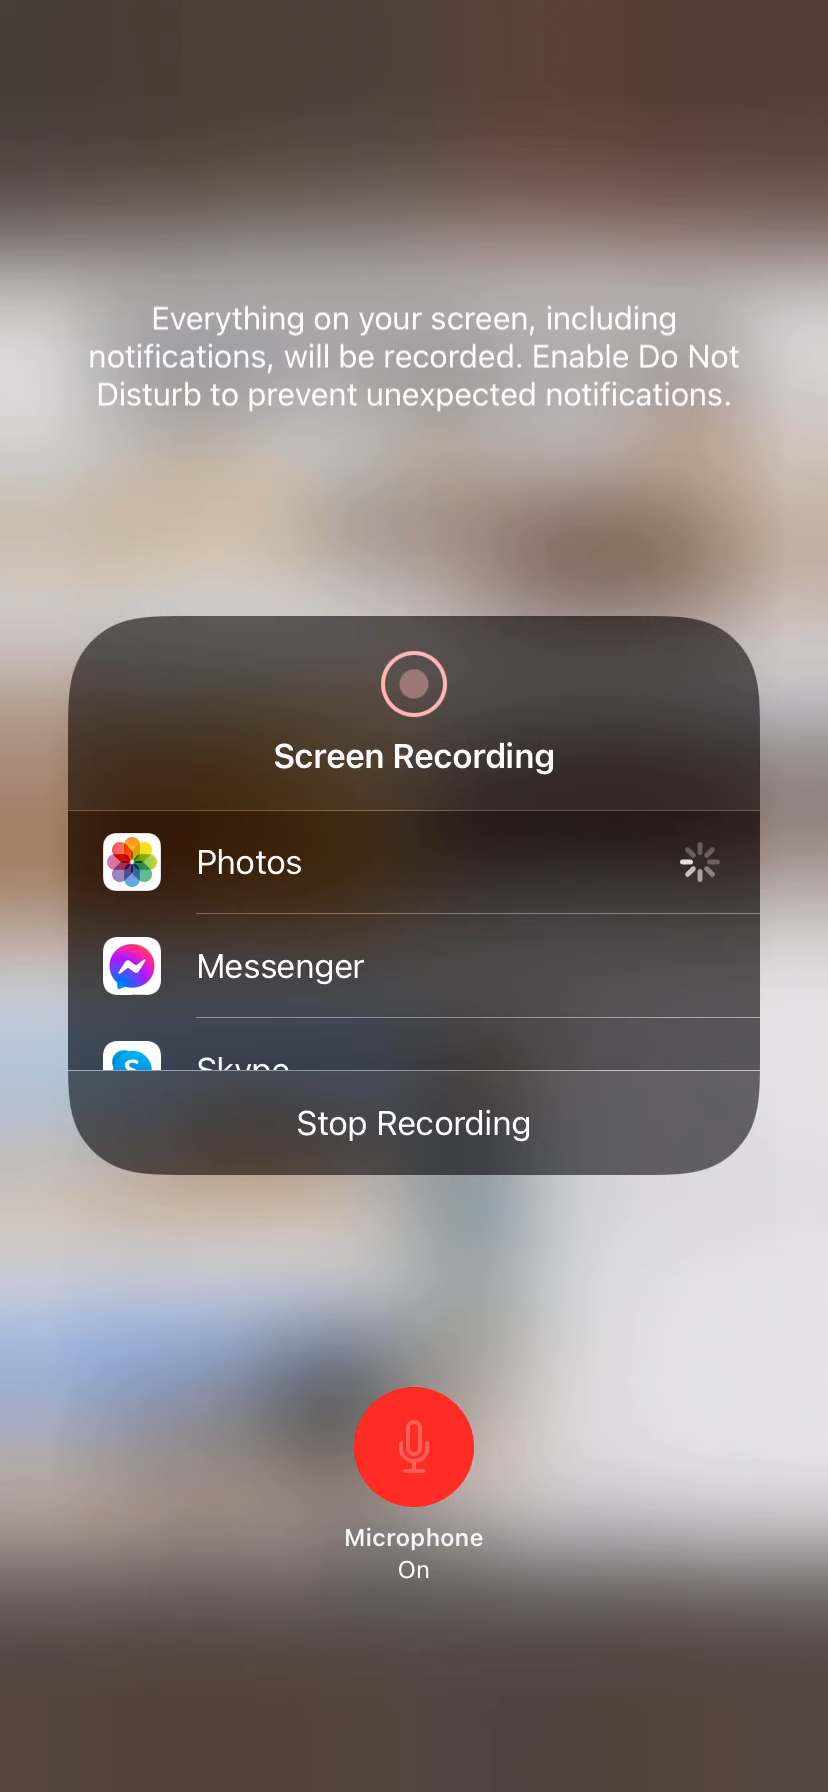 Everything on your screen, including
notifications, will be recorded. Enable Do Not
Disturb to prevent unexpected notifications.
Screen Recording
Photos
Messenger
Skype
Stop Recording
Microphone
On